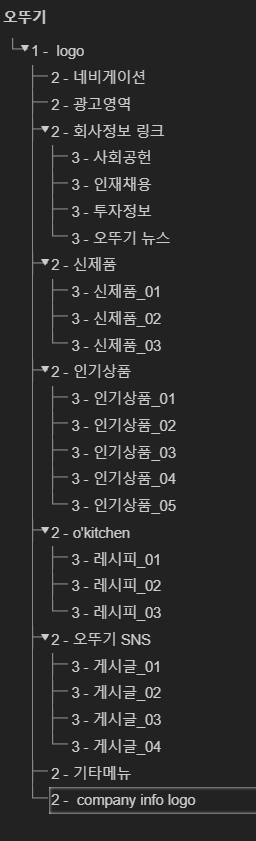 오뚜기
1 - logo
2 - 네비게이션
2 - 광고영역
2 - 회사정보 링크
3 - 사회공헌
3 - 인재채용
3 - 투자정보
3 - 오뚜기 뉴스
2 - 신제품
3 - 신제품_01
3 - 신제품_02
3 - 신제품_03
2 - 인기상품
3 - 인기상품_01
3 - 인기상품_02
3 - 인기상품_03
3 - 인기상품_04
3 - 인기상품_05
2 - o'kitchen
3 - 레시피_01
3 - 레시피_02
3 - 레시피_03
2 - 오뚜기 SNS
3 - 게시글_01
3 - 게시글_02
3 - 게시글_03
3 - 게시글_04
2 - 기타메뉴
2 - company info logo